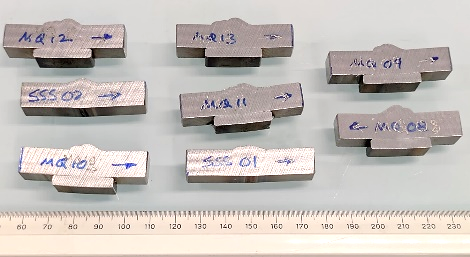 MQ12 →
MQ13 →
MQ 07 →
SSS 02 →
MQ 11 →
← MQ 08
MQ 10 →
SSS 01 →
60 70 80 90 100 110 120 130 140 150 160 170 180 190 200 210 220 230